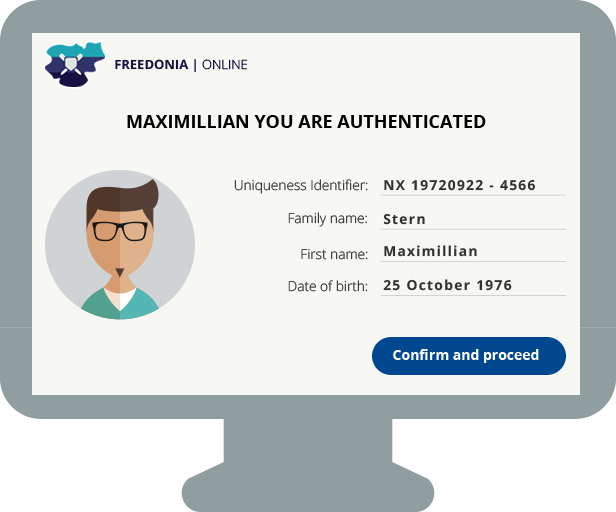 FREEDONIA | ONLINE
MAXIMILLIAN YOU ARE AUTHENTICATED
Uniqueness Identifier: NX 19720922 - 4566
Family name: Stern
First name: Maximillian
Date of birth: 25 October 1976
Confirm and proceed